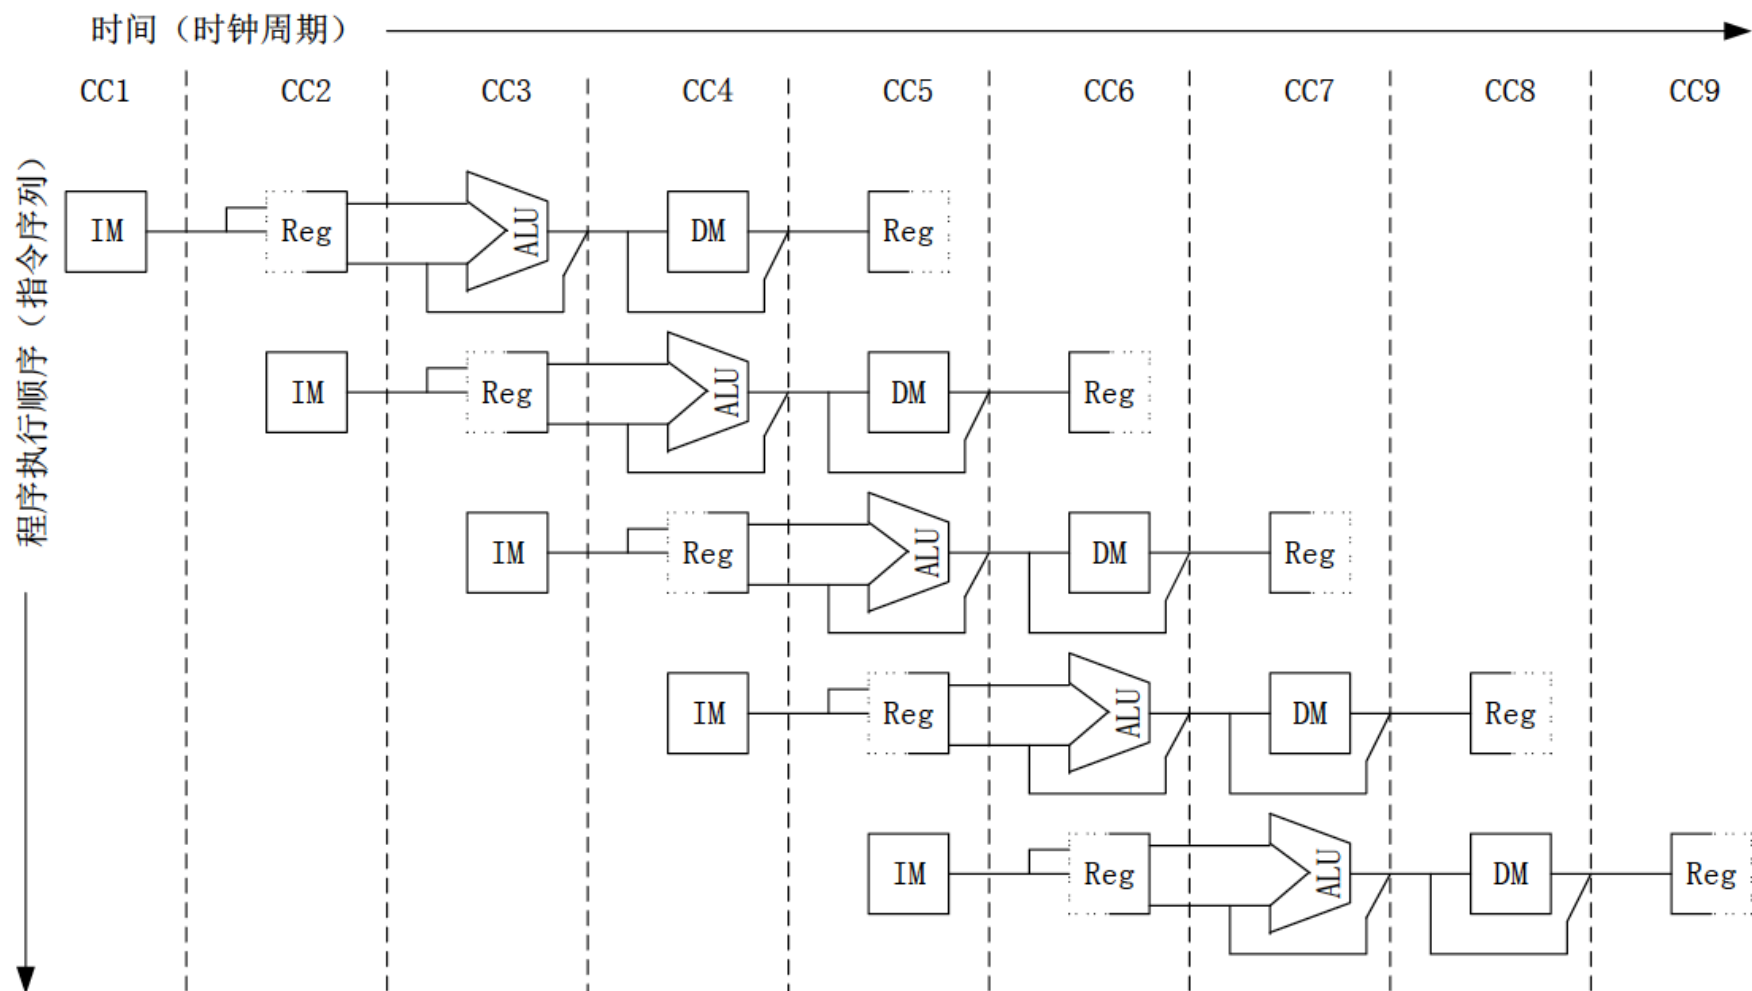 时间（时钟周期）
CC1 CC2 CC3 CC4 CC5 CC6 CC7 CC8 CC9
程序执行顺序（指令序列）
IM Reg ALU DM Reg
IM Reg ALU DM Reg
IM Reg ALU DM Reg
IM Reg ALU DM Reg
IM Reg ALU DM Reg